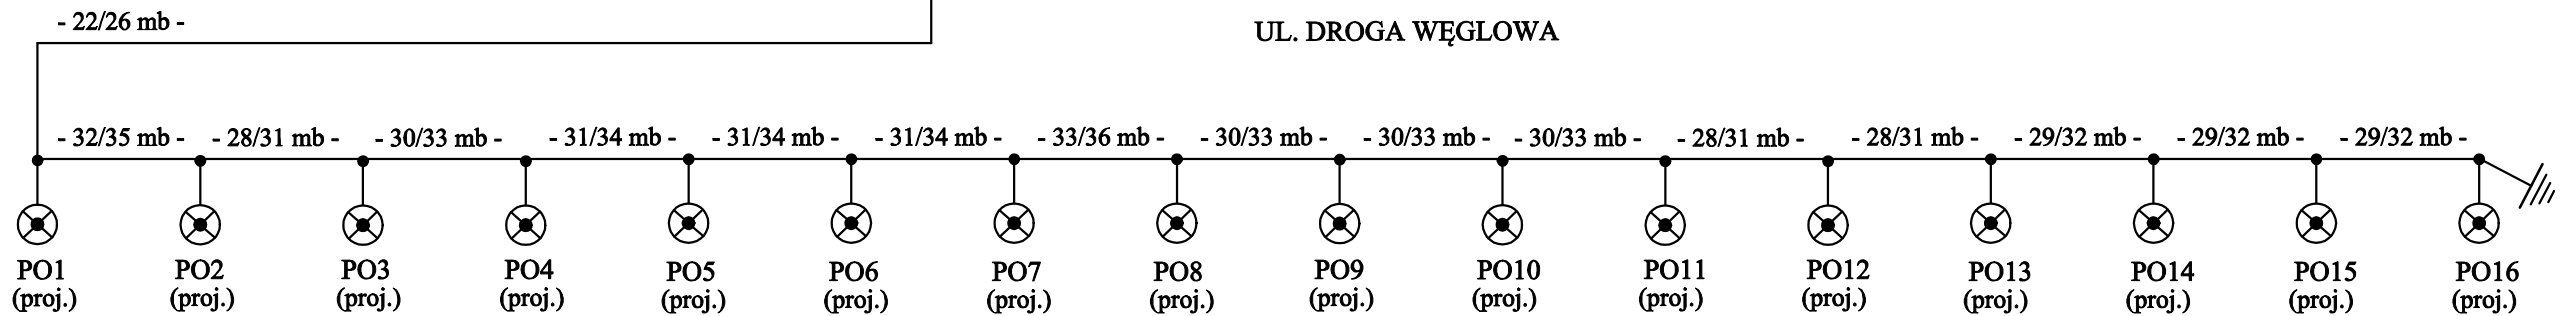 - 22/26 mb -
UL. DROGA WĘGLOWA
- 32/35 mb - - 28/31 mb - - 30/33 mb - - 31/34 mb - - 31/34 mb - - 31/34 mb - - 33/36 mb - - 30/33 mb - - 30/33 mb - - 30/33 mb - - 28/31 mb - - 28/31 mb - - 29/32 mb - - 29/32 mb - - 29/32 mb -
PO1 PO2 PO3 PO4 PO5 PO6 PO7 PO8 PO9 PO10 PO11 PO12 PO13 PO14 PO15 PO16
(proj.) (proj.) (proj.) (proj.) (proj.) (proj.) (proj.) (proj.) (proj.) (proj.) (proj.) (proj.) (proj.) (proj.) (proj.) (proj.)